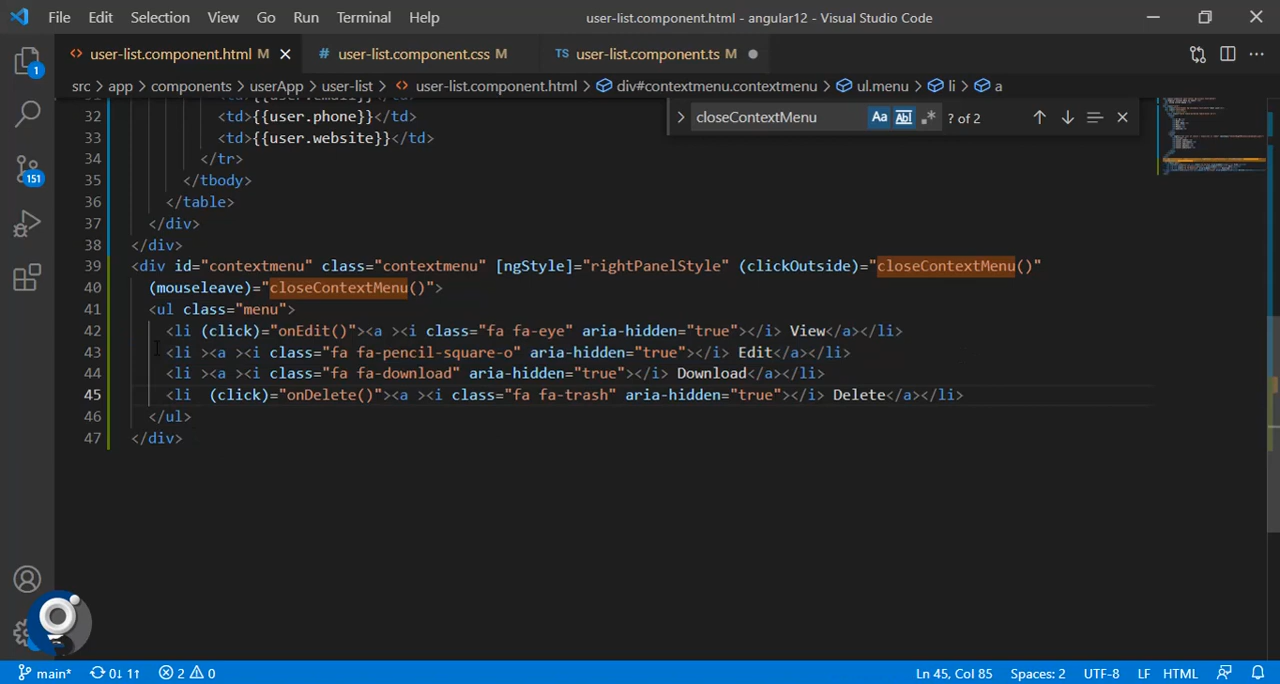 File Edit Selection View Go Run Terminal Help user-list.component.html - angular12 - Visual Studio Code
<> user-list.component.html M # user-list.component.css M TS user-list.component.ts M
src > app > components > userApp > user-list > <> user-list.component.html > div#contextmenu.contextmenu > ul.menu > li > a
1
closeContextMenu Aa Abl .* ? of 2
<td>{{user.email}}</td>
32 <td>{{user.phone}}</td>
33 <td>{{user.website}}</td>
34 </tr>
35 </tbody>
36 </table>
37 </div>
38 </div>
39 <div id="contextmenu" class="contextmenu" [ngStyle]="rightPanelStyle" (clickOutside)="closeContextMenu()"
40 (mouseleave)="closeContextMenu()">
41 <ul class="menu">
42 <li (click)="onEdit()"><a ><i class="fa fa-eye" aria-hidden="true"></i> View</a></li>
43 <li ><a ><i class="fa fa-pencil-square-o" aria-hidden="true"></i> Edit</a></li>
44 <li ><a ><i class="fa fa-download" aria-hidden="true"></i> Download</a></li>
45 <li  (click)="onDelete()"><a ><i class="fa fa-trash" aria-hidden="true"></i> Delete</a></li>
46 </ul>
47 </div>
151
main* 0↓ 1↑ 2 0 Ln 45, Col 85 Spaces: 2 UTF-8 LF HTML